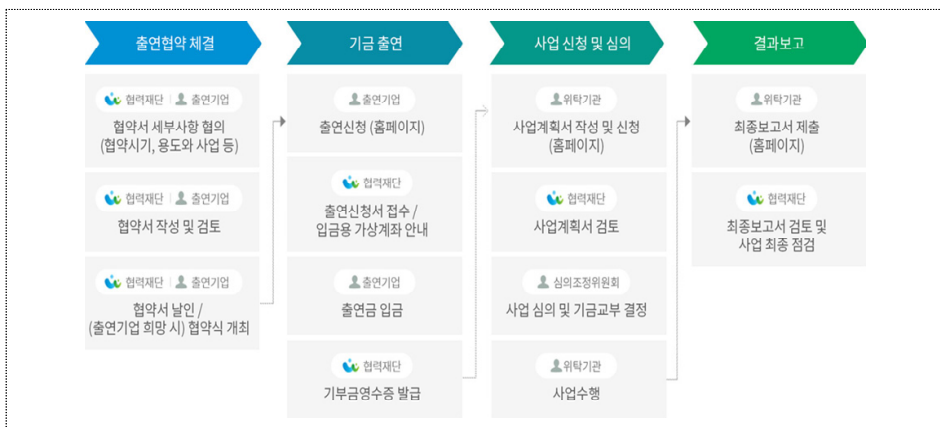 출연협약 체결
협력재단 | 출연기업
협약서 세부사항 협의
(협약시기, 용도와 사업 등)
협력재단 | 출연기업
협약서 작성 및 검토
협력재단 | 출연기업
협약서 날인 /
(출연기업 희망 시) 협약식 개최
기금 출연
출연기업
출연신청 (홈페이지)
협력재단
출연신청서 접수 /
입금용 가상계좌 안내
출연기업
출연금 입금
협력재단
기부금영수증 발급
사업 신청 및 심의
위탁기관
사업계획서 작성 및 신청
(홈페이지)
협력재단
사업계획서 검토
심의조정위원회
사업 심의 및 기금교부 결정
위탁기관
사업수행
결과보고
위탁기관
최종보고서 제출
(홈페이지)
협력재단
최종보고서 검토 및
사업 최종 점검